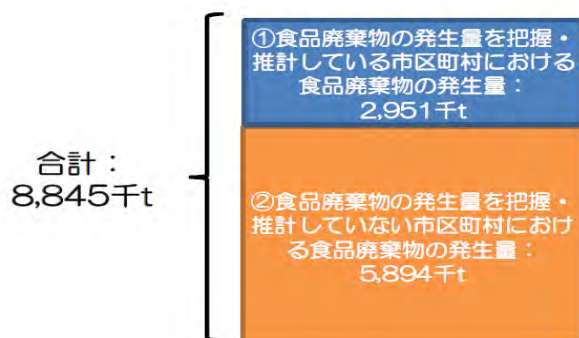 合計：
8,845千t
①食品廃棄物の発生量を把握・
推計している市区町村における
食品廃棄物の発生量：
2,951千t
②食品廃棄物の発生量を把握・
推計していない市区町村におけ
る食品廃棄物の発生量：
5,894千t